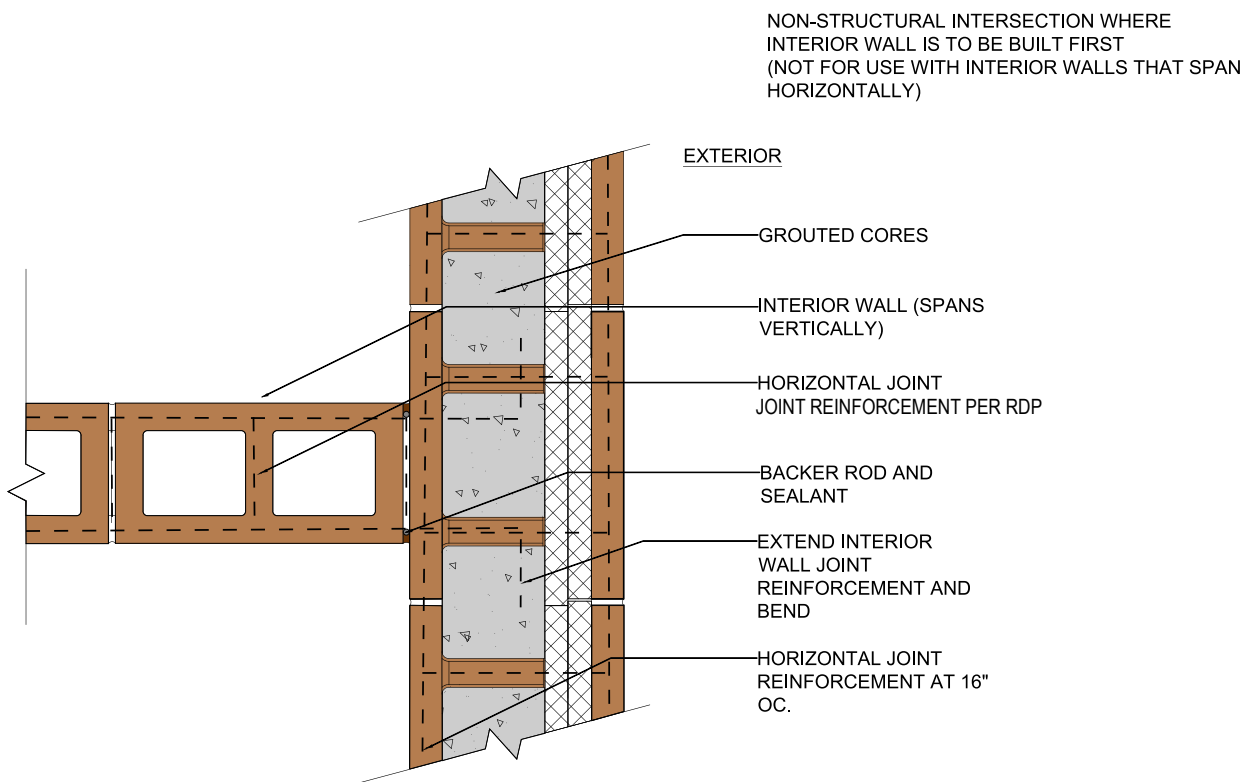 NON-STRUCTURAL INTERSECTION WHERE
INTERIOR WALL IS TO BE BUILT FIRST
(NOT FOR USE WITH INTERIOR WALLS THAT SPAN
HORIZONTALLY)
EXTERIOR
GROUTED CORES
INTERIOR WALL (SPANS
VERTICALLY)
HORIZONTAL JOINT
JOINT REINFORCEMENT PER RDP
BACKER ROD AND
SEALANT
EXTEND INTERIOR
WALL JOINT
REINFORCEMENT AND
BEND
HORIZONTAL JOINT
REINFORCEMENT AT 16"
OC.